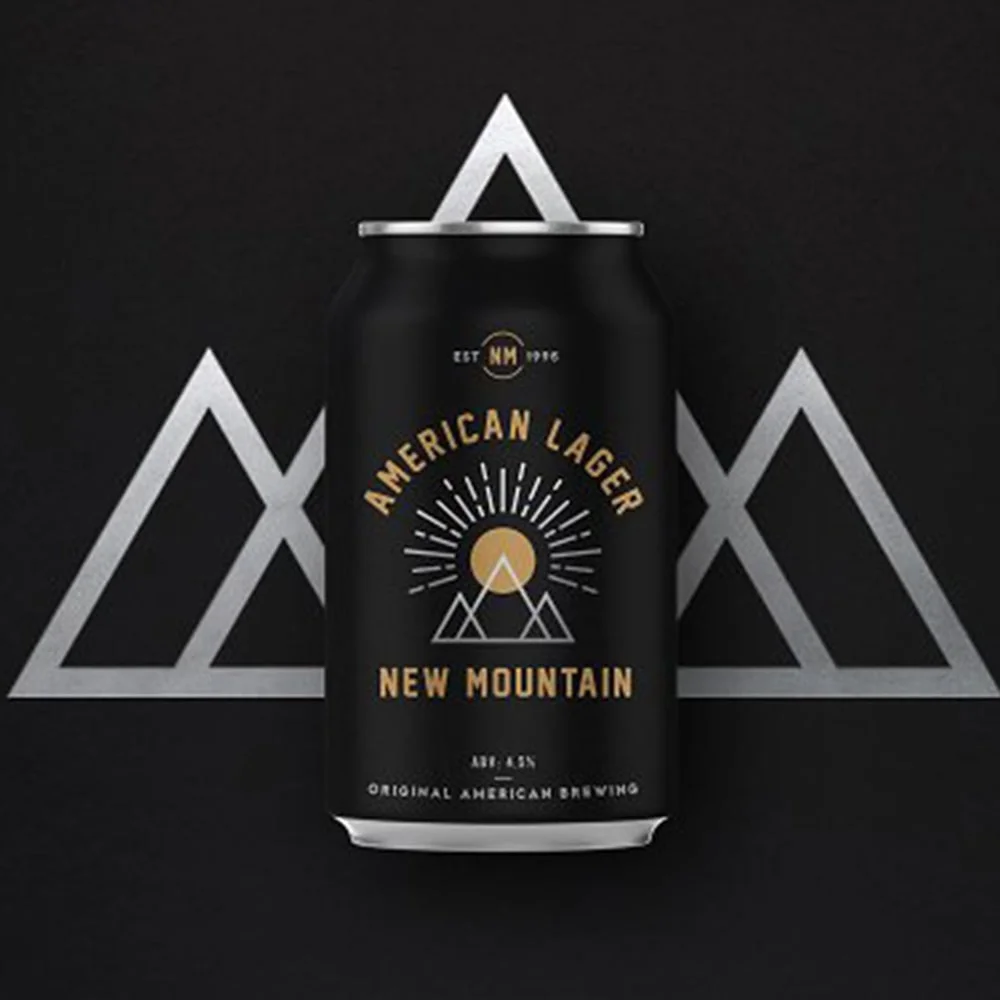 EST NM 1996
AMERICAN LAGER
NEW MOUNTAIN
ABV: 4.5%
ORIGINAL AMERICAN BREWING